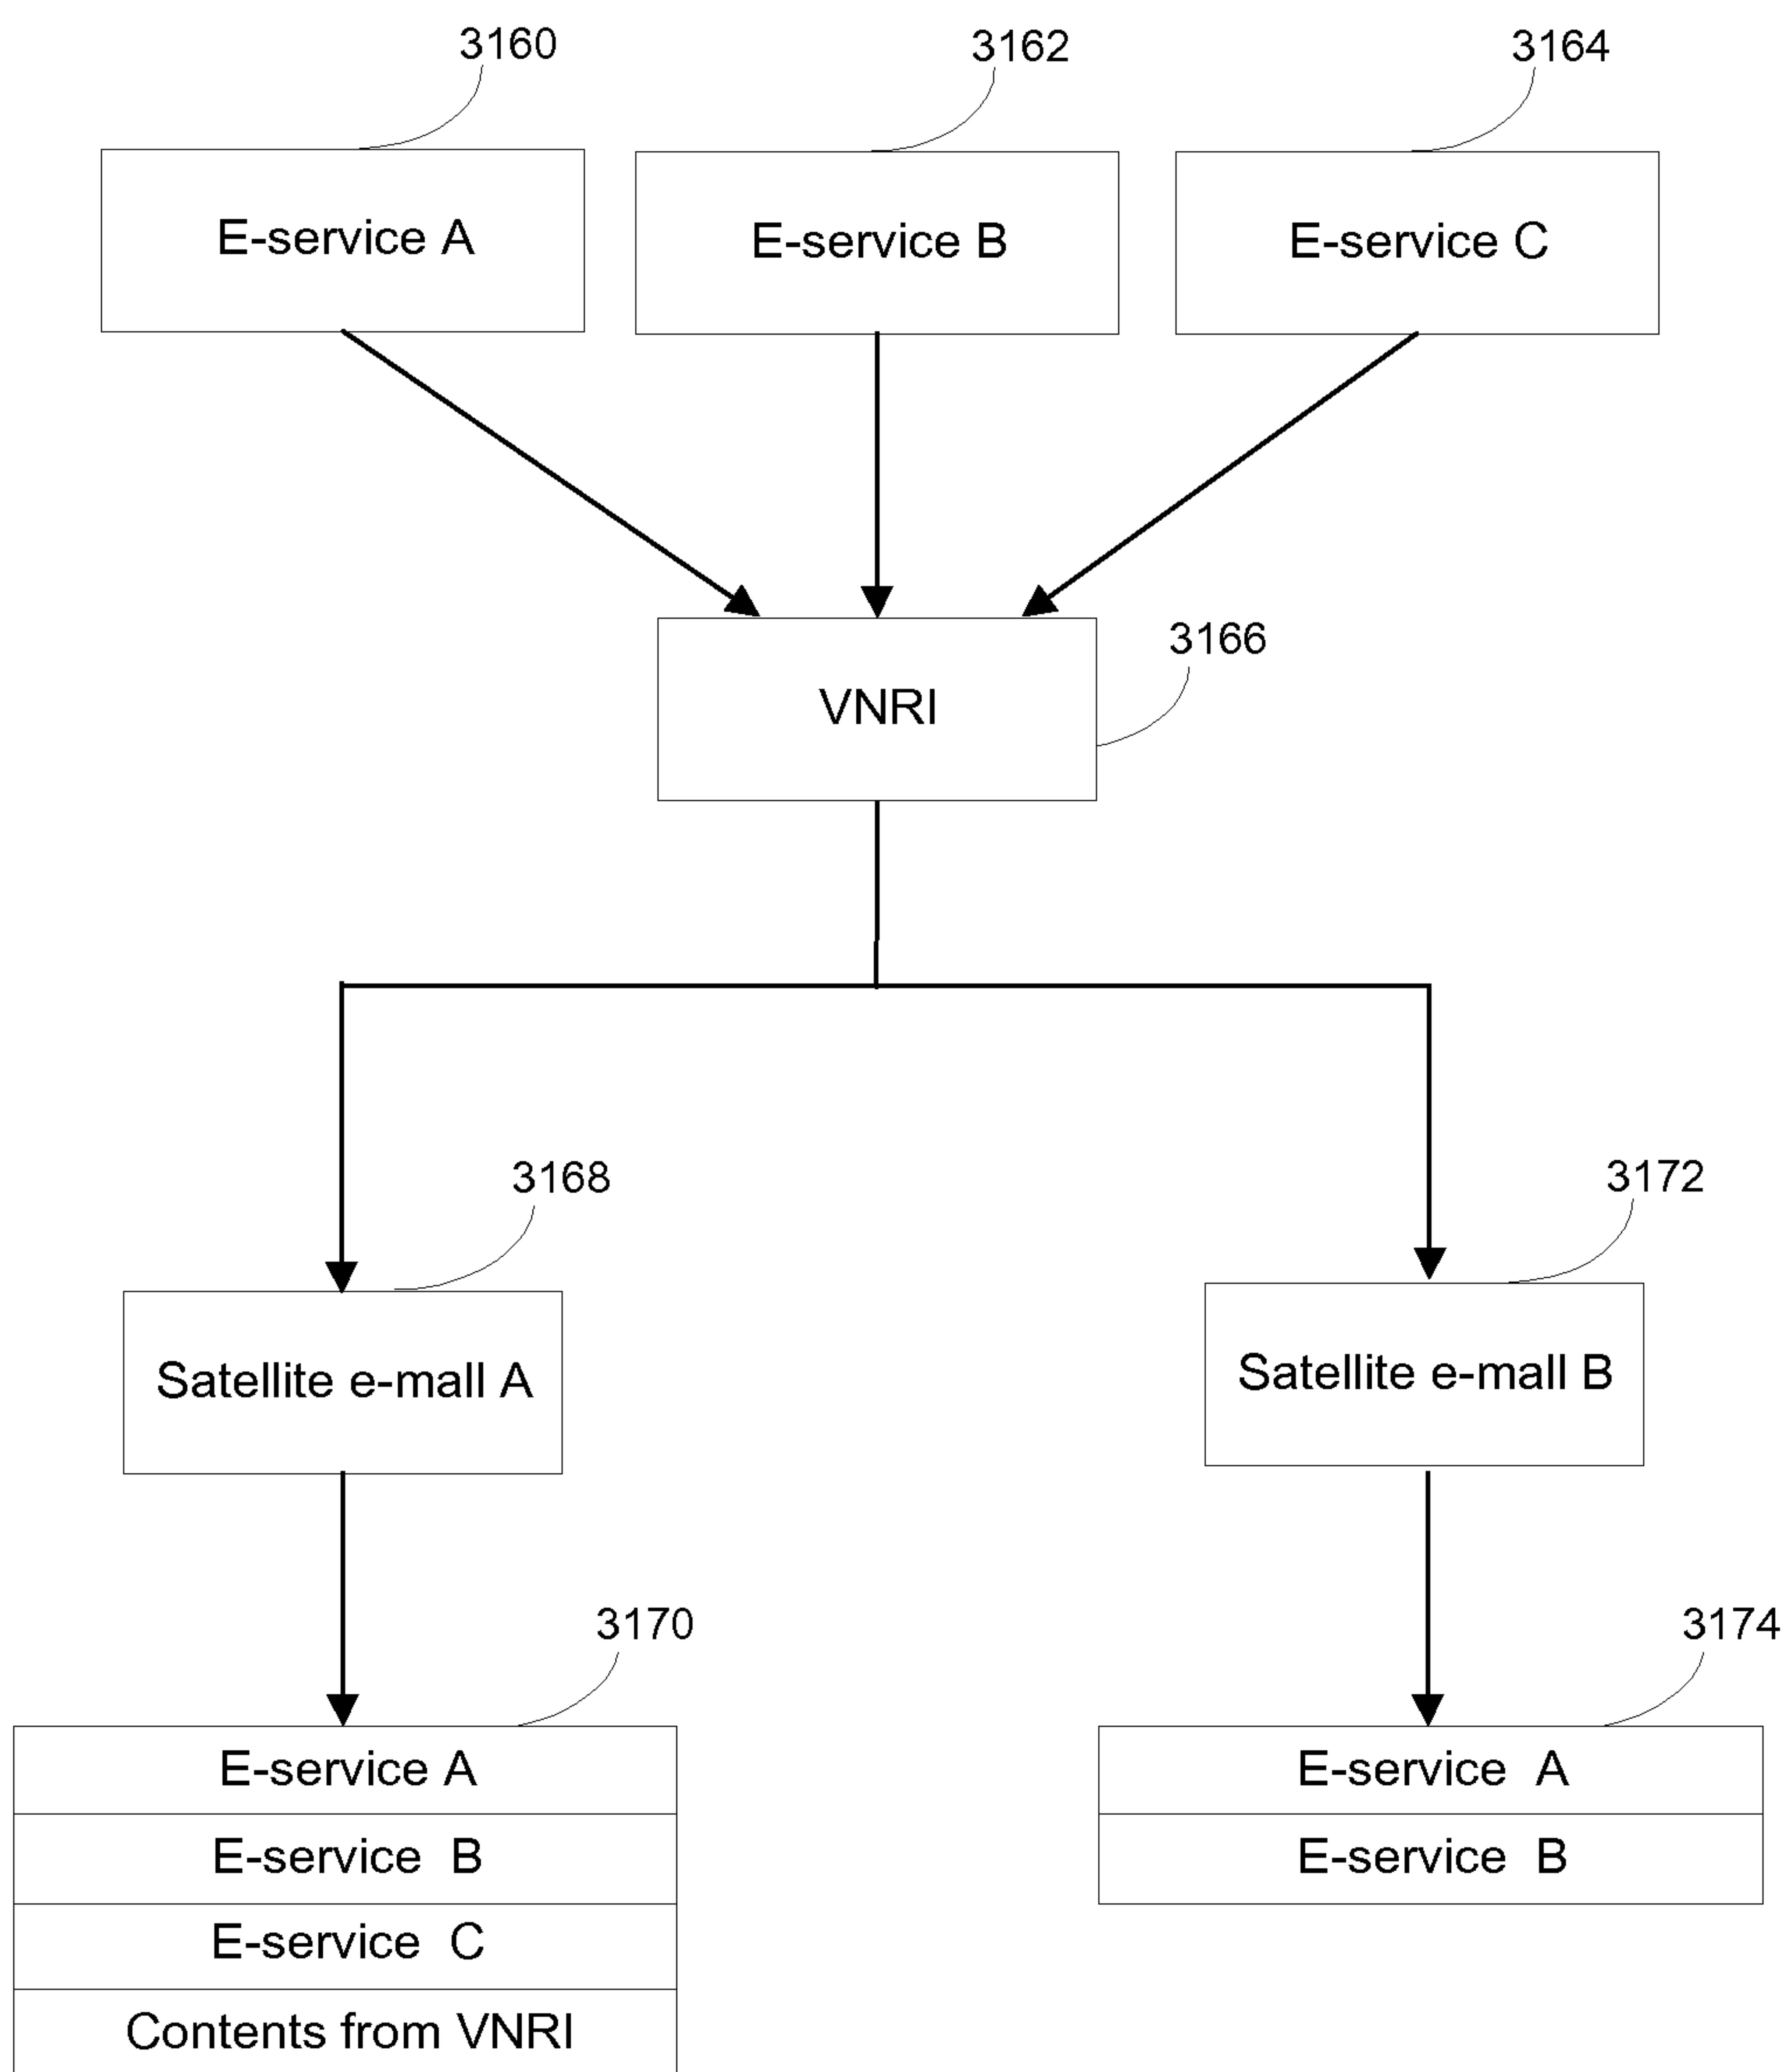 3160
3162
3164
E-service A
E-service B
E-service C
VNRI
3166
3168
3172
Satellite e-mall A
Satellite e-mall B
3170
3174
E-service A
E-service B
E-service C
Contents from VNRI
E-service A
E-service B